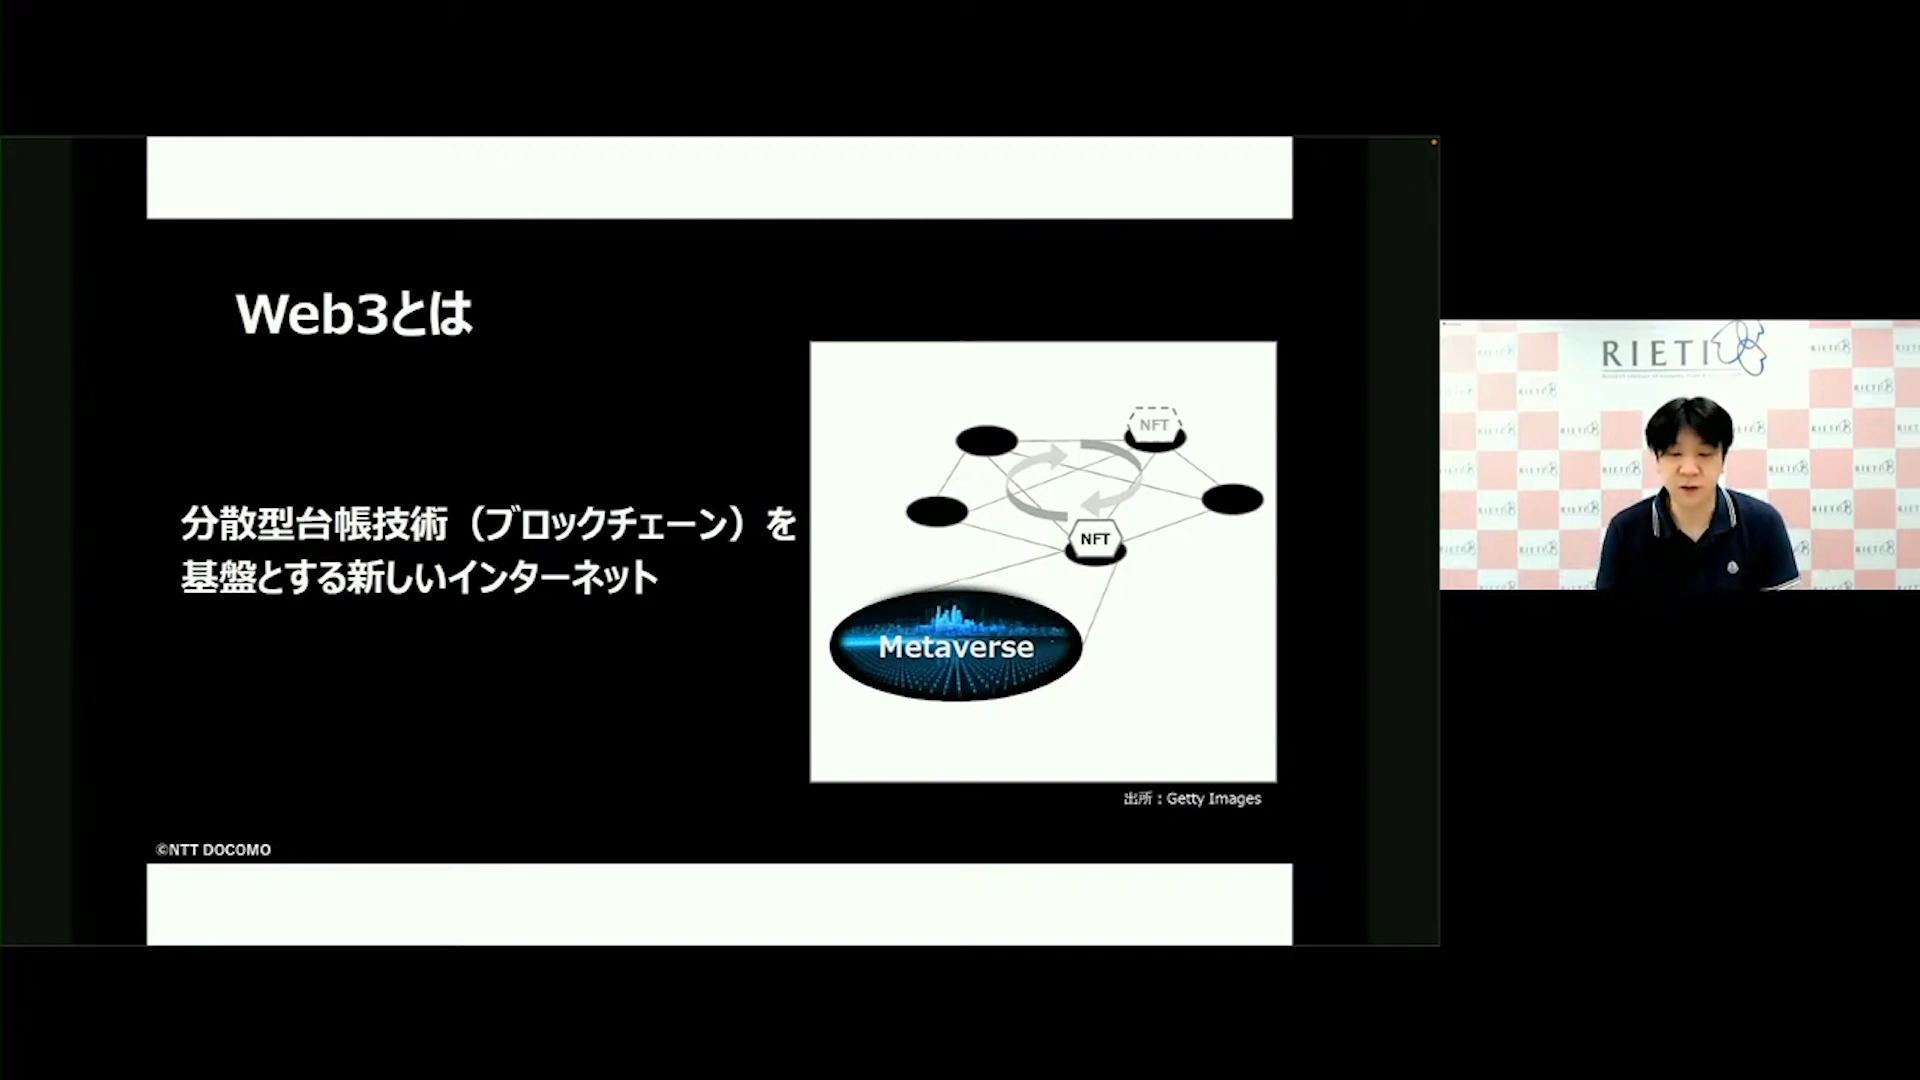 Web3とは
分散型台帳技術（ブロックチェーン）を
基盤とする新しいインターネット
NFT
NFT
Metaverse
出所：Getty Images
©NTT DOCOMO
RIETI